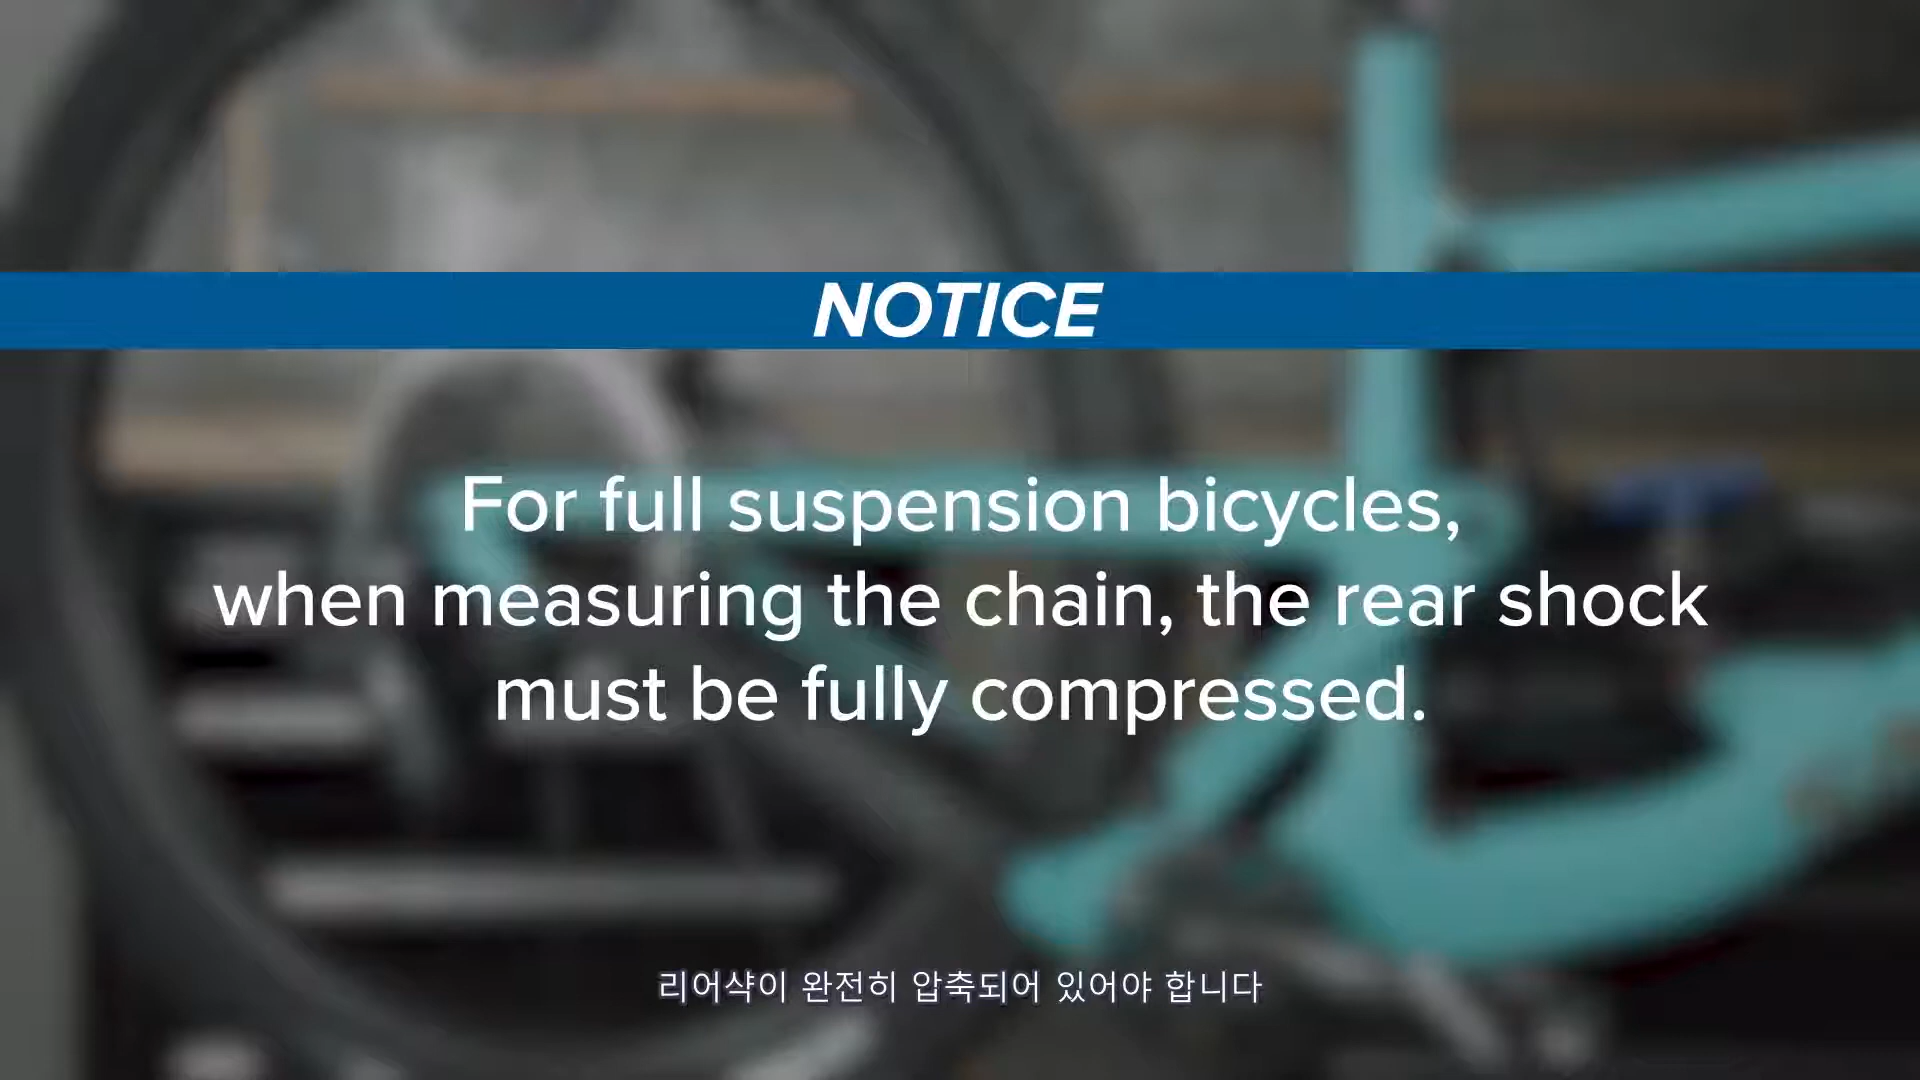 NOTICE
For full suspension bicycles,
when measuring the chain, the rear shock
must be fully compressed.
리어샥이 완전히 압축되어 있어야 합니다